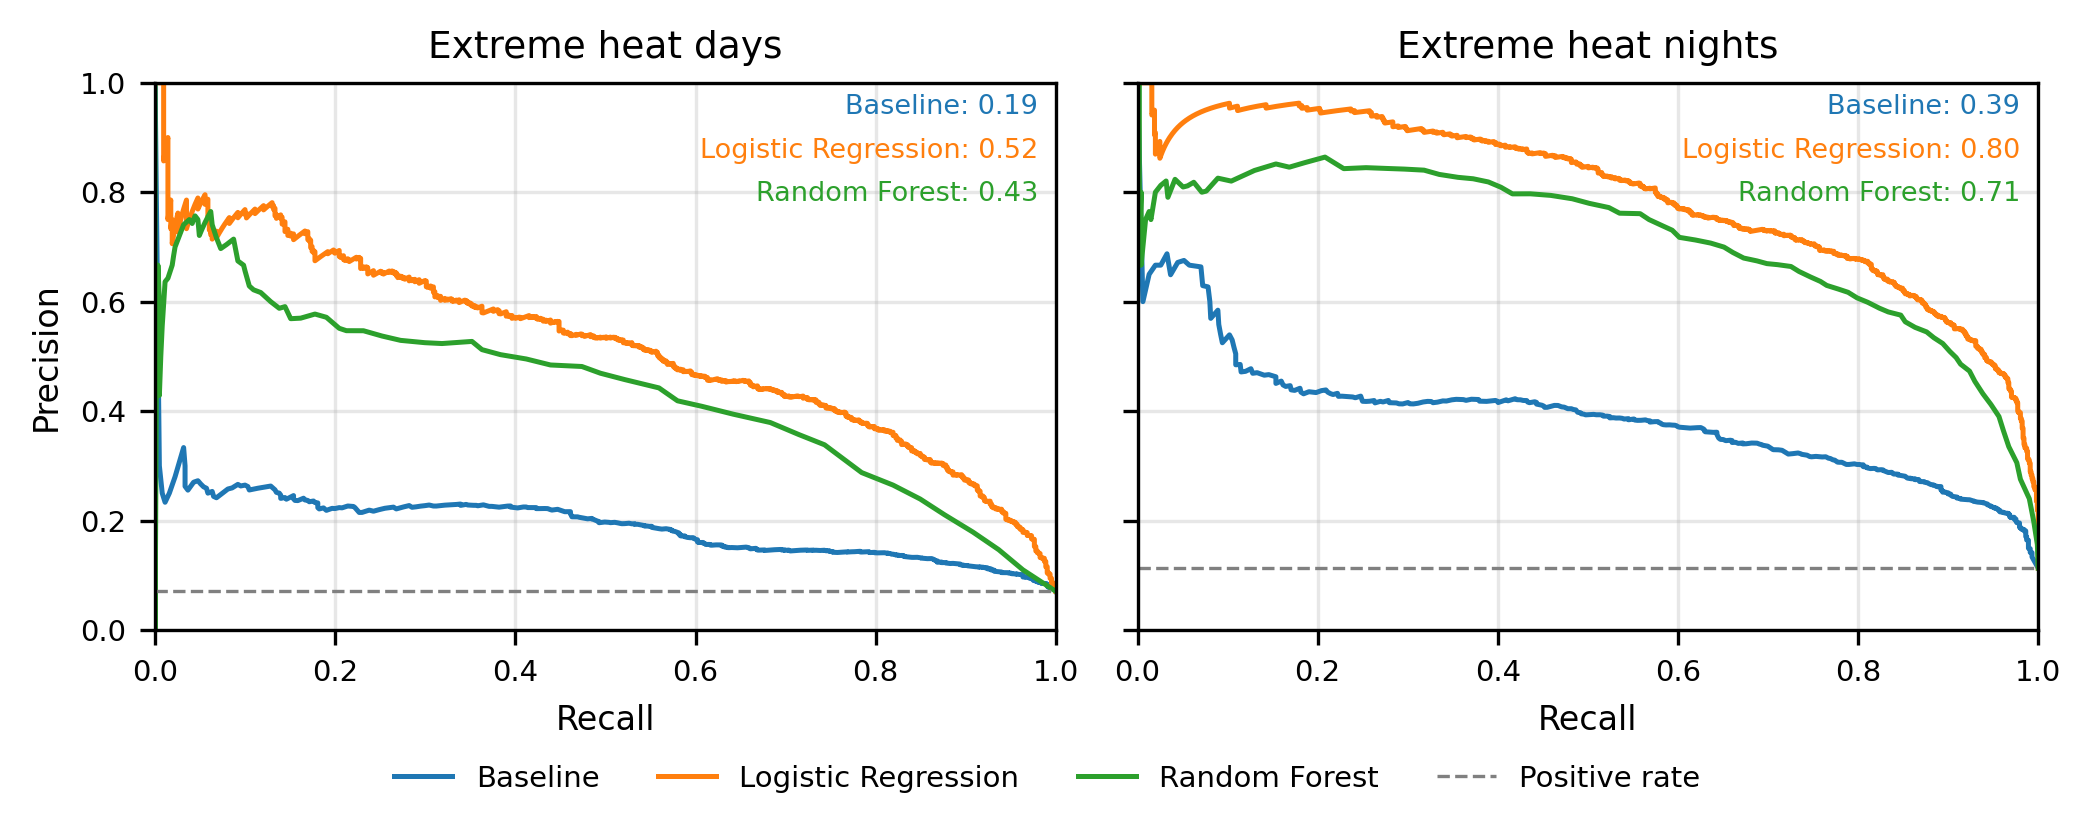 Extreme heat days
Extreme heat nights
Precision
1.0
0.8
0.6
0.4
0.2
0.0
Baseline: 0.19
Logistic Regression: 0.52
Random Forest: 0.43
0.0 0.2 0.4 0.6 0.8 1.0
Recall
Baseline: 0.39
Logistic Regression: 0.80
Random Forest: 0.71
0.0 0.2 0.4 0.6 0.8 1.0
Recall
Baseline Logistic Regression Random Forest Positive rate